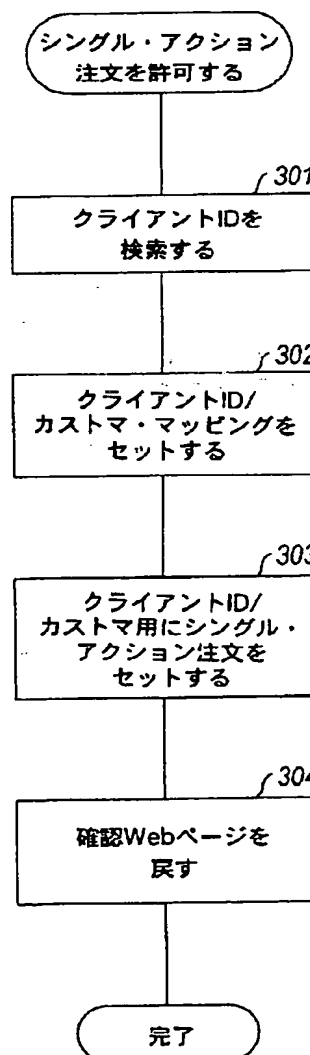 シングル・アクション
注文を許可する
301
クライアントIDを
検索する
302
クライアントID/
カストマ・マッピングを
セットする
303
クライアントID/
カストマ用にシングル・
アクション注文を
セットする
304
確認Webページを
戻す
完了